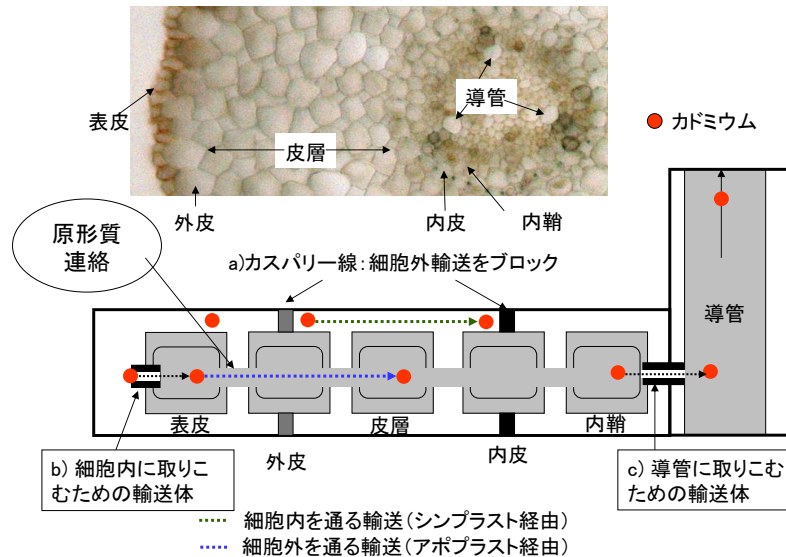 表皮
導管
カドミウム
皮層
外皮
内皮
内鞘
原形質
連絡
a)カスパリー線:細胞外輸送をブロック
導管
表皮
皮層
内鞘
外皮
内皮
b) 細胞内に取りこ
むための輸送体
c) 導管に取りこむ
ための輸送体
細胞内を通る輸送(シンプラスト経由)
細胞外を通る輸送(アポプラスト経由)